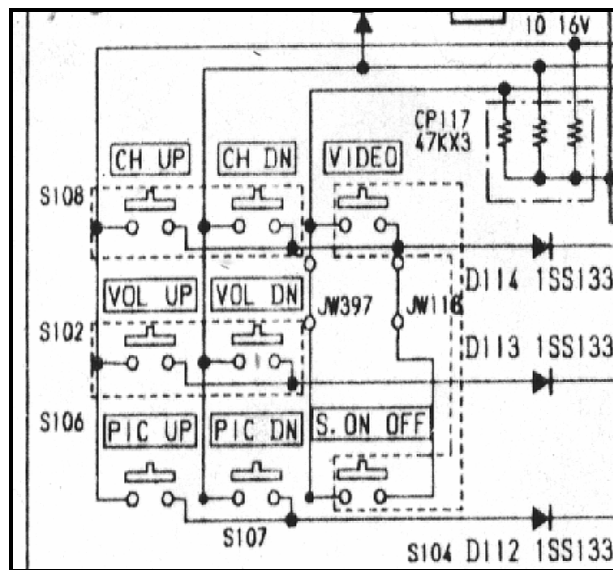 10 16V
CP117
47KX3
CH UP
CH DN
VIDEO
S108
D114 1SS133
VOL UP
VOL DN
JW397
JW116
S102
D113 1SS133
S106
PIC UP
PIC DN
S.ON OFF
S107
S104
D112 1SS133